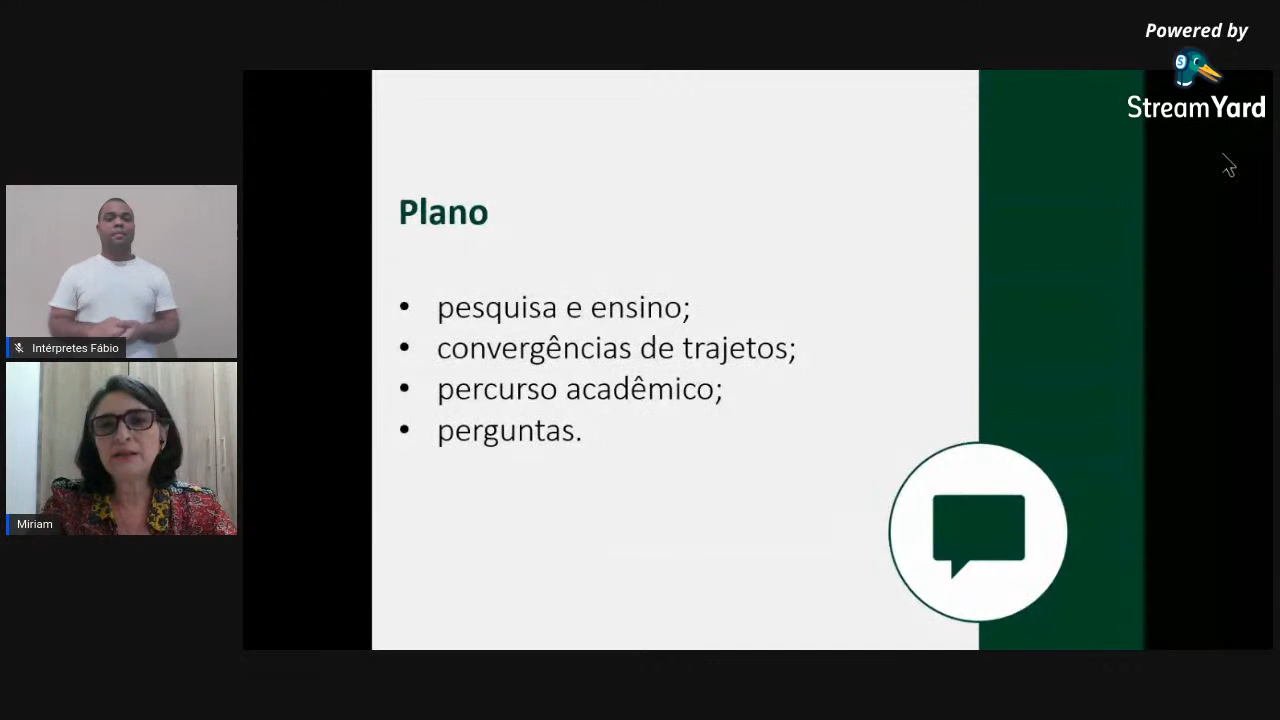 Powered by
S
StreamYard
Plano
• pesquisa e ensino;
• convergências de trajetos;
• percurso acadêmico;
• perguntas.
Intérpretes Fábio
Miriam